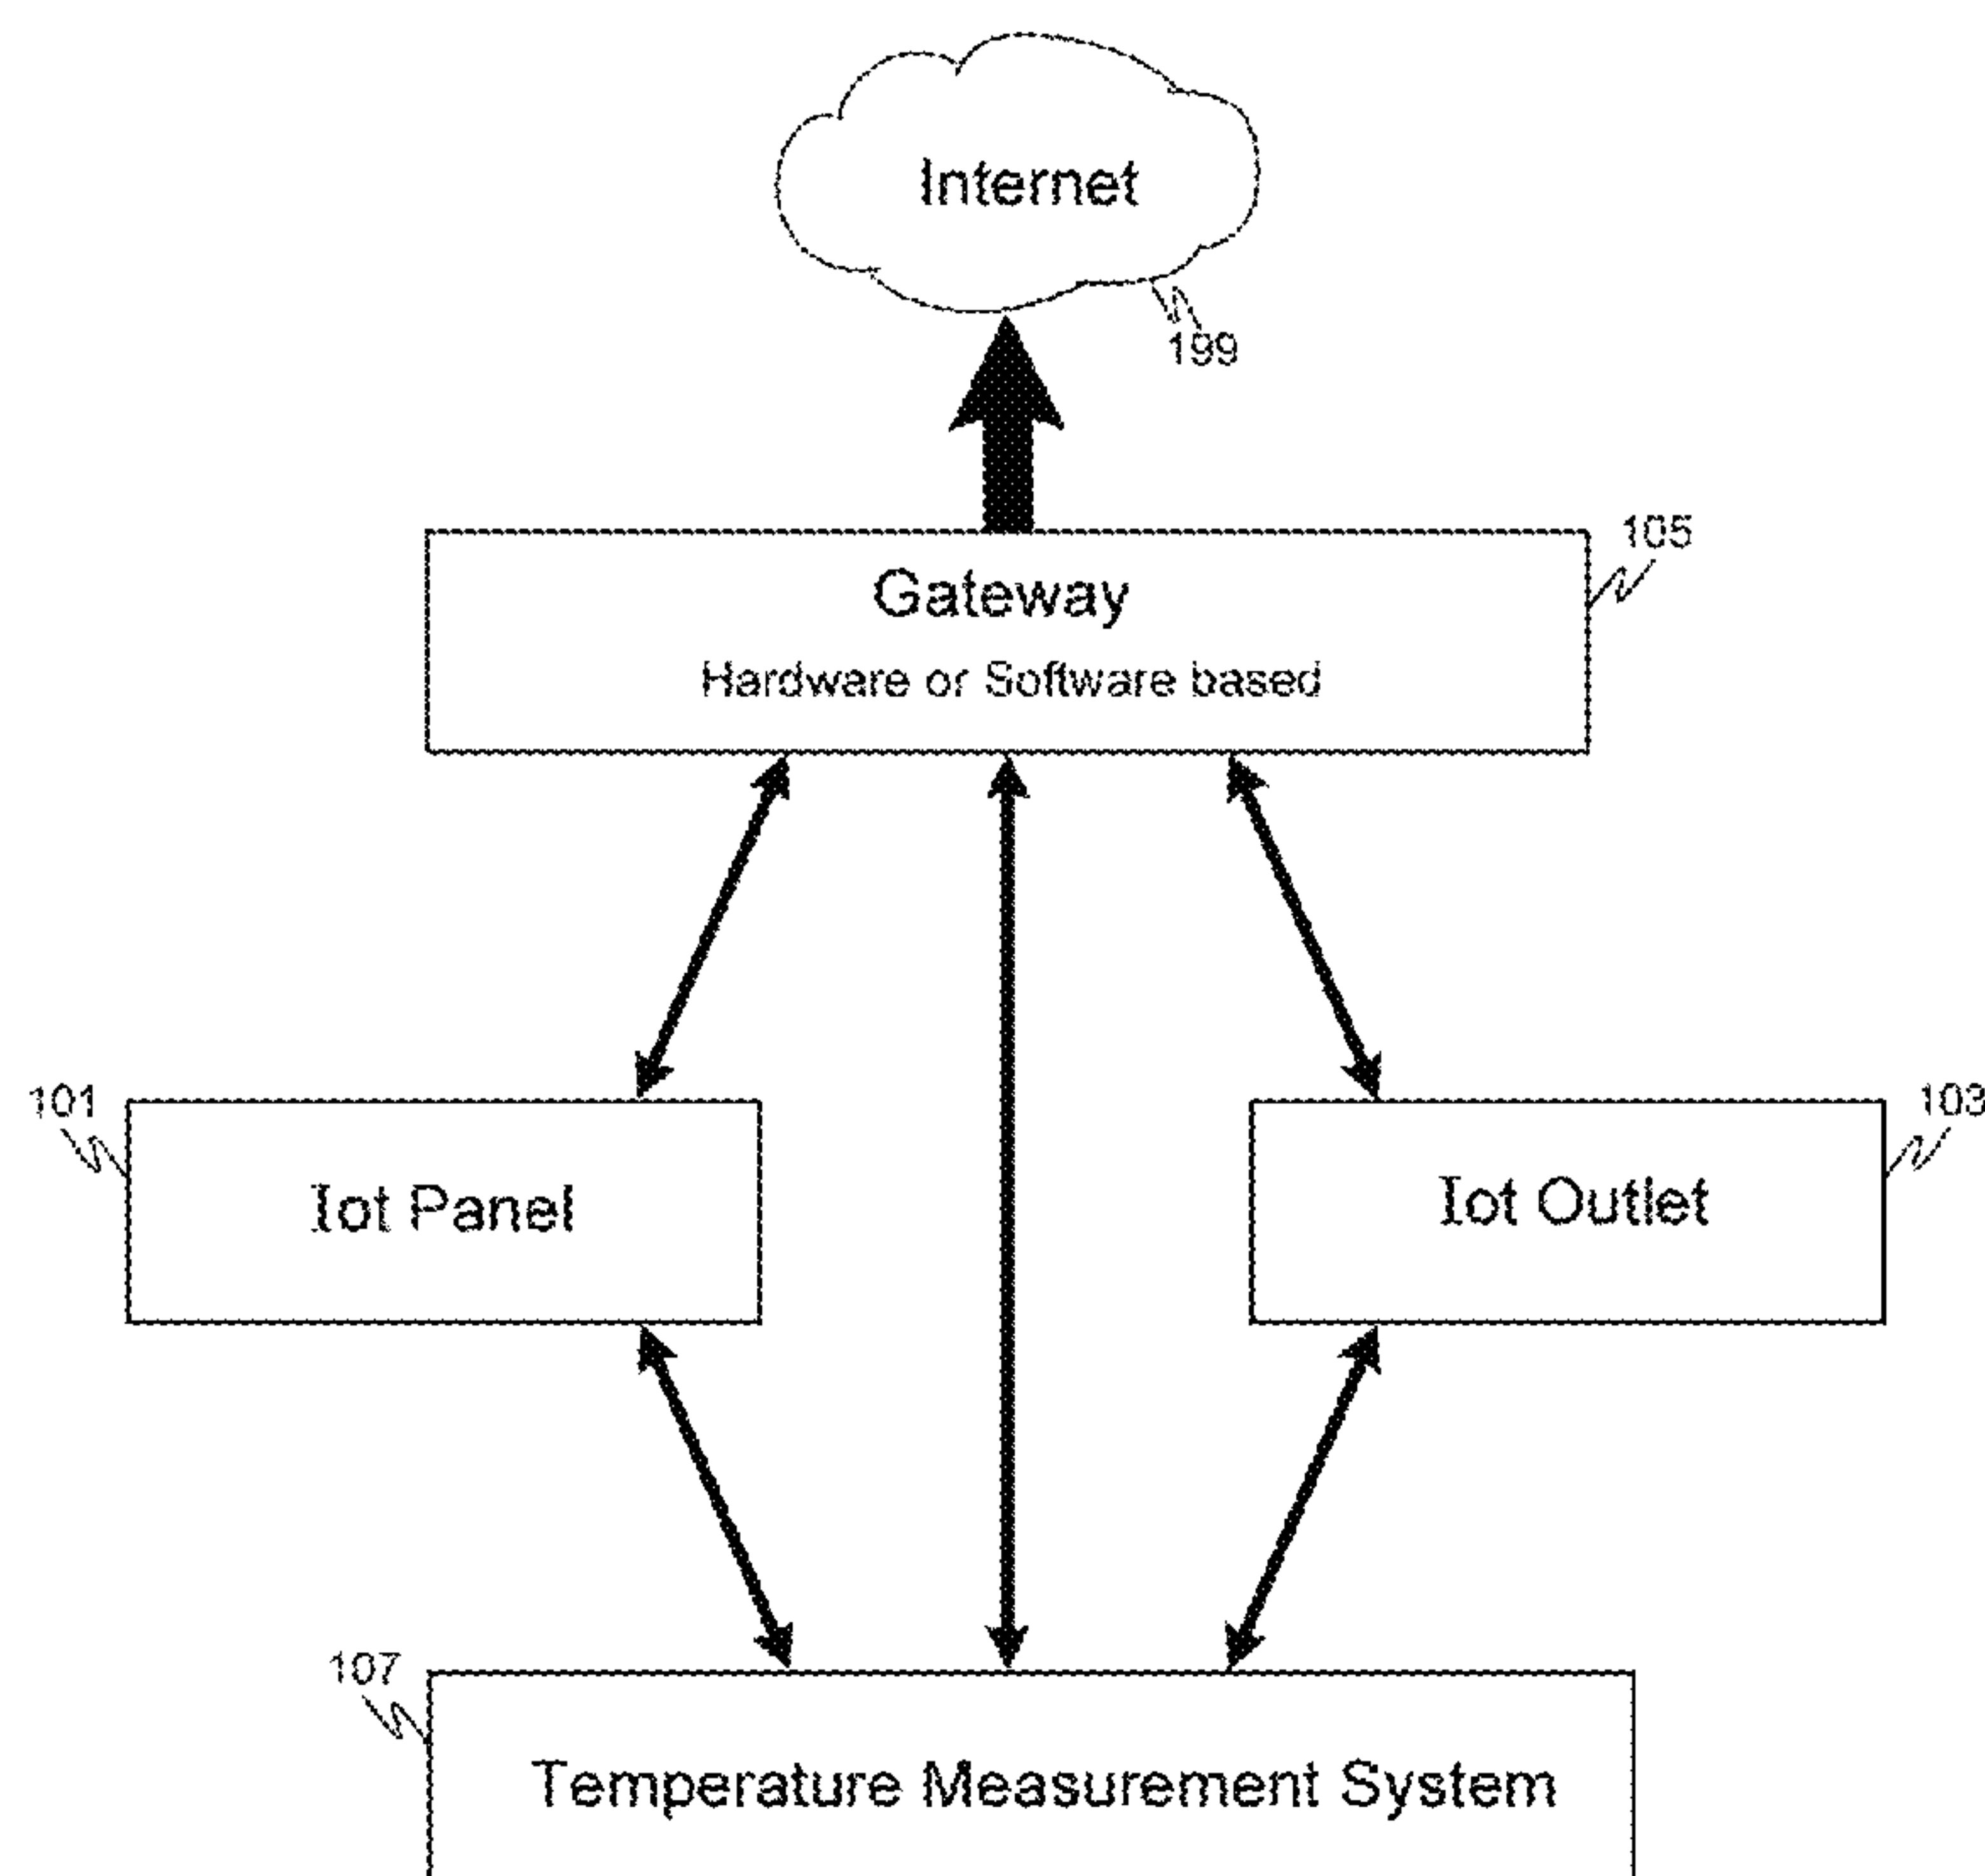 Internet
199
105
Gateway
Hardware or Software based
101
103
Iot Panel
Iot Outlet
107
Temperature Measurement System